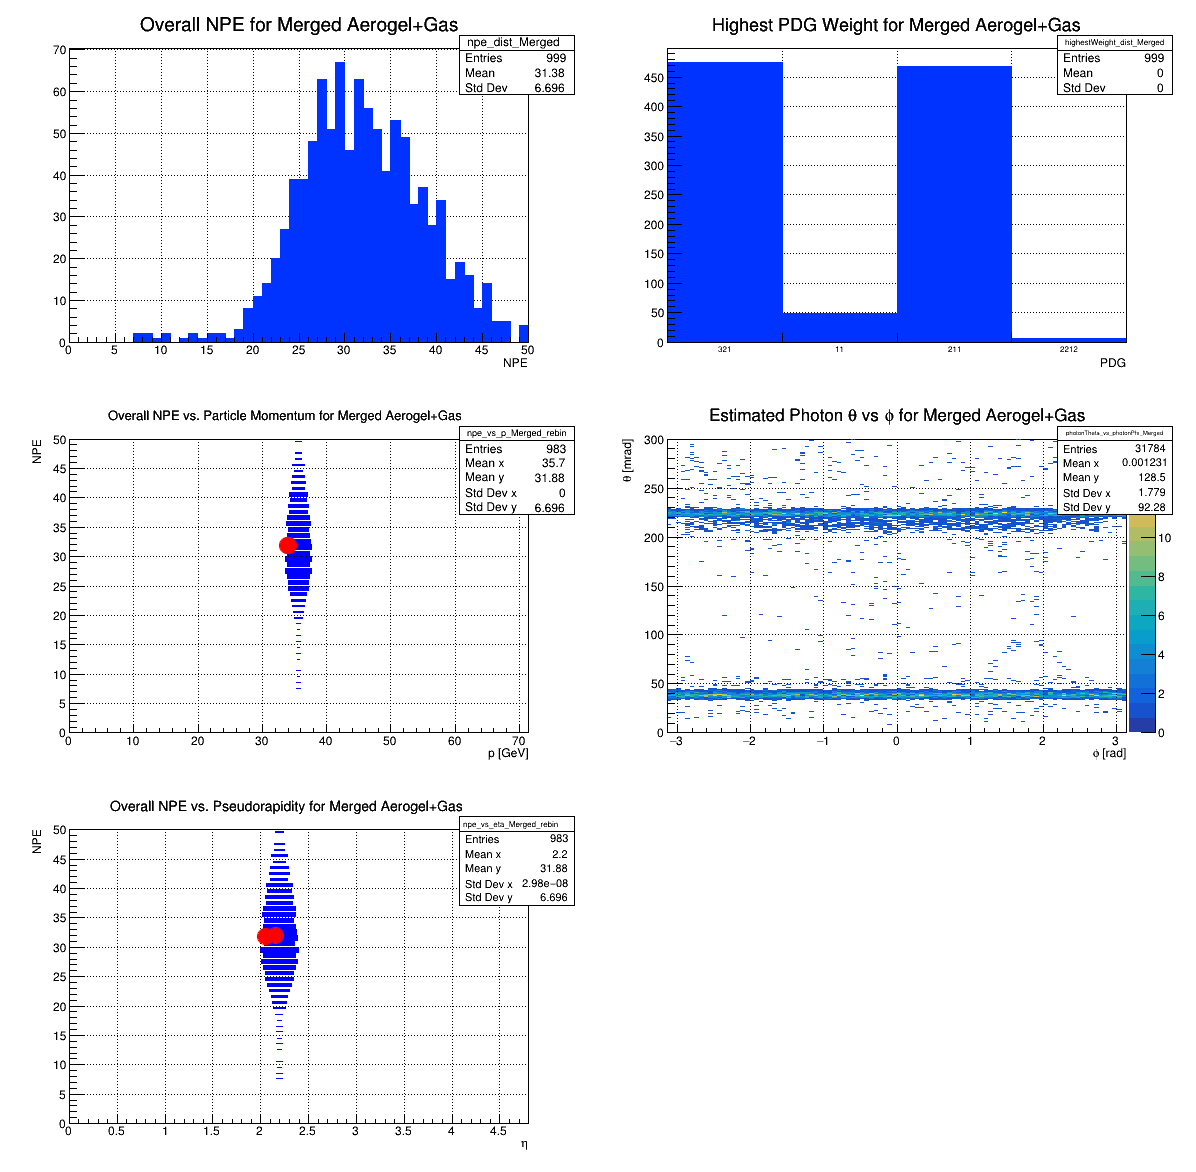 Overall NPE for Merged Aerogel+Gas
npe_dist_Merged
Entries 999
Mean 31.38
Std Dev 6.696
70
60
50
40
30
20
10
0
0 5 10 15 20 25 30 35 40 45 50
NPE
Highest PDG Weight for Merged Aerogel+Gas
highestWeight_dist_Merged
Entries 999
Mean 0
Std Dev 0
450
400
350
300
250
200
150
100
50
0
321 11 211 2212
PDG
Overall NPE vs. Particle Momentum for Merged Aerogel+Gas
npe_vs_p_Merged_rebin
Entries 983
Mean x 35.7
Mean y 31.88
Std Dev x 0
Std Dev y 6.696
NPE
50
45
40
35
30
25
20
15
10
5
0
0 10 20 30 40 50 60 70
p [GeV]
Estimated Photon θ vs ϕ for Merged Aerogel+Gas
photonTheta_vs_photonPhi_Merged
Entries 31784
Mean x 0.001231
Mean y 128.5
Std Dev x 1.779
Std Dev y 92.28
θ [mrad]
300
250
200
150
100
50
0
−3 −2 −1 0 1 2 3
ϕ [rad]
10
8
6
4
2
0
Overall NPE vs. Pseudorapidity for Merged Aerogel+Gas
npe_vs_eta_Merged_rebin
Entries 983
Mean x 2.2
Mean y 31.88
Std Dev x 2.98e−08
Std Dev y 6.696
NPE
50
45
40
35
30
25
20
15
10
5
0
0 0.5 1 1.5 2 2.5 3 3.5 4 4.5
η